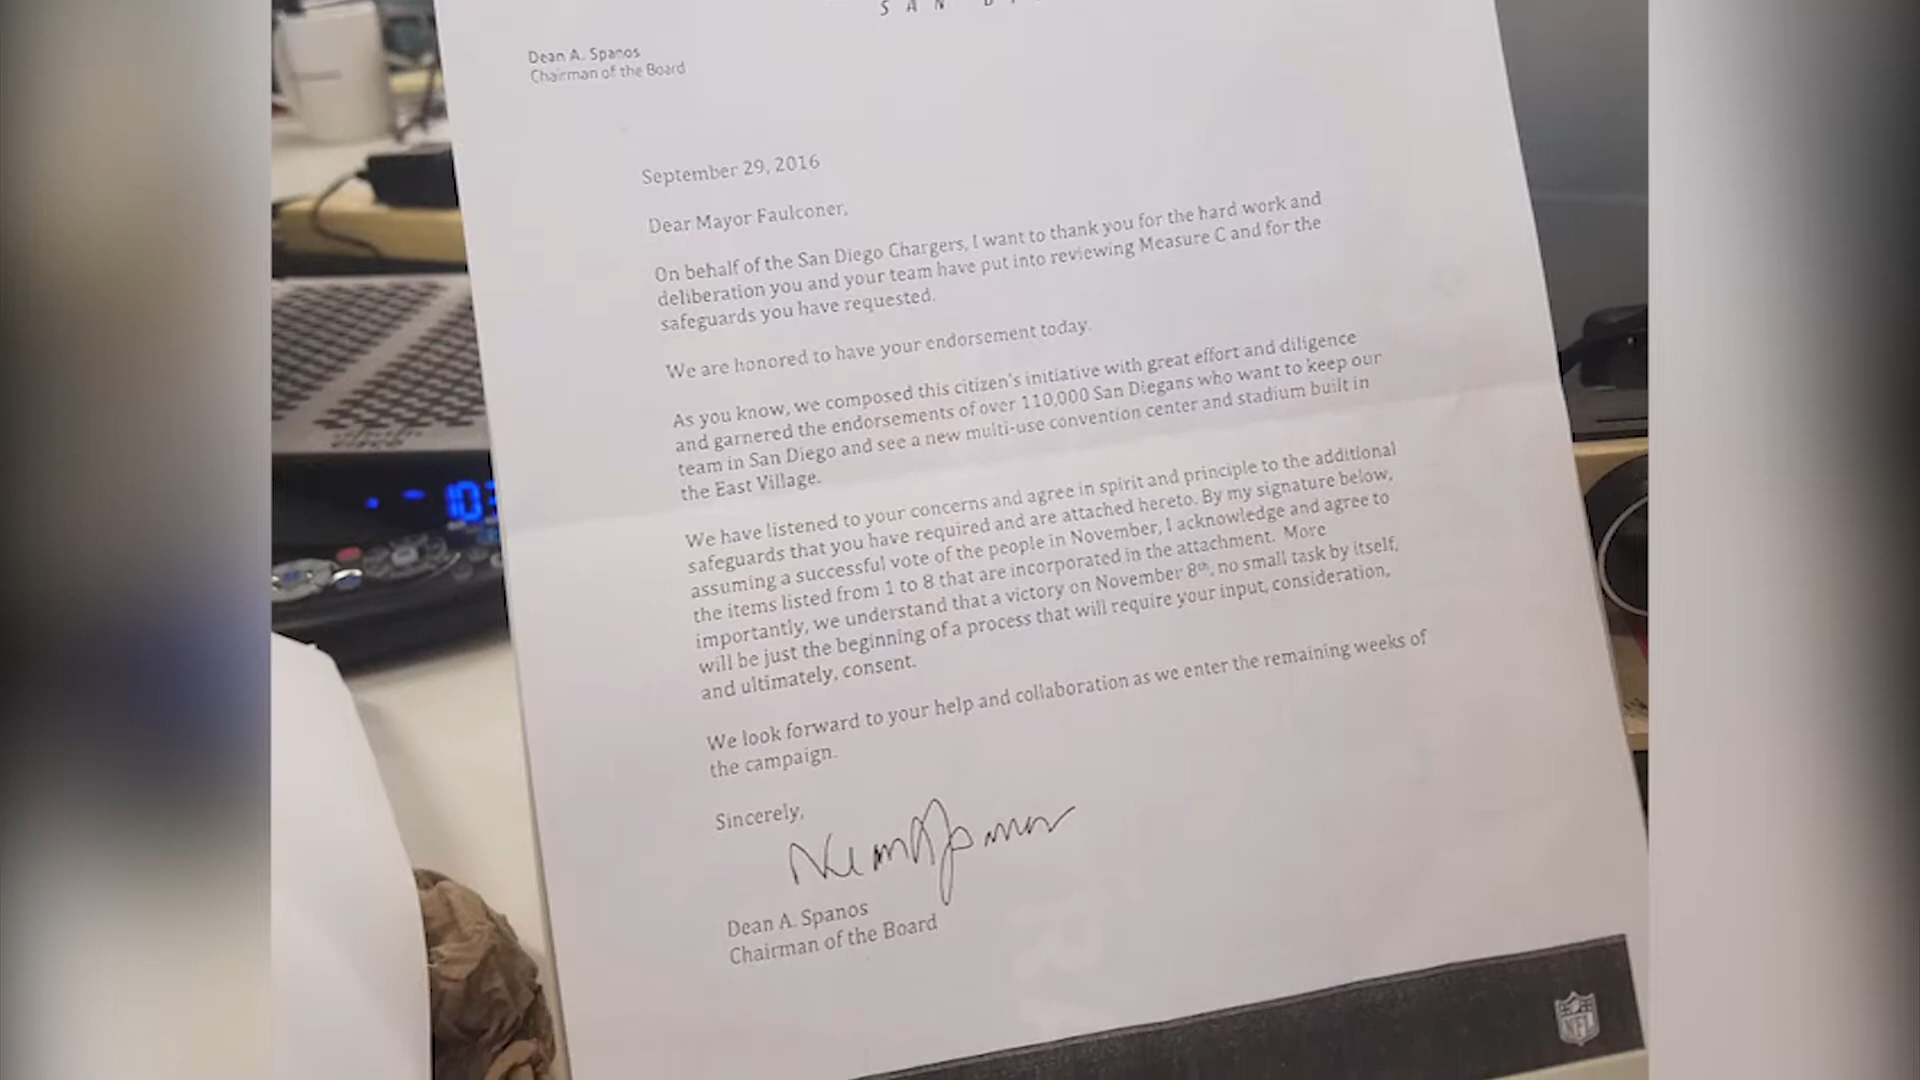 SAN
Dean A. Spanos
Chairman of the Board
September 29, 2016
Dear Mayor Faulconer,
On behalf of the San Diego Chargers, I want to thank you for the hard work and
deliberation you and your team have put into reviewing Measure C and for the
safeguards you have requested.
We are honored to have your endorsement today.
As you know, we composed this citizen's initiative with great effort and diligence
and garnered the endorsements of over 110,000 San Diegans who want to keep our
team in San Diego and see a new multi-use convention center and stadium built in
the East Village.
We have listened to your concerns and agree in spirit and principle to the additional
safeguards that you have required and are attached hereto. By my signature below,
assuming a successful vote of the people in November, I acknowledge and agree to
the items listed from 1 to 8 that are incorporated in the attachment. More
importantly, we understand that a victory on November 8th, no small task by itself,
will be just the beginning of a process that will require your input, consideration,
and ultimately, consent.
We look forward to your help and collaboration as we enter the remaining weeks of
the campaign.
Sincerely,
Dean A. Spanos
Dean A. Spanos
Chairman of the Board
NFL
10: